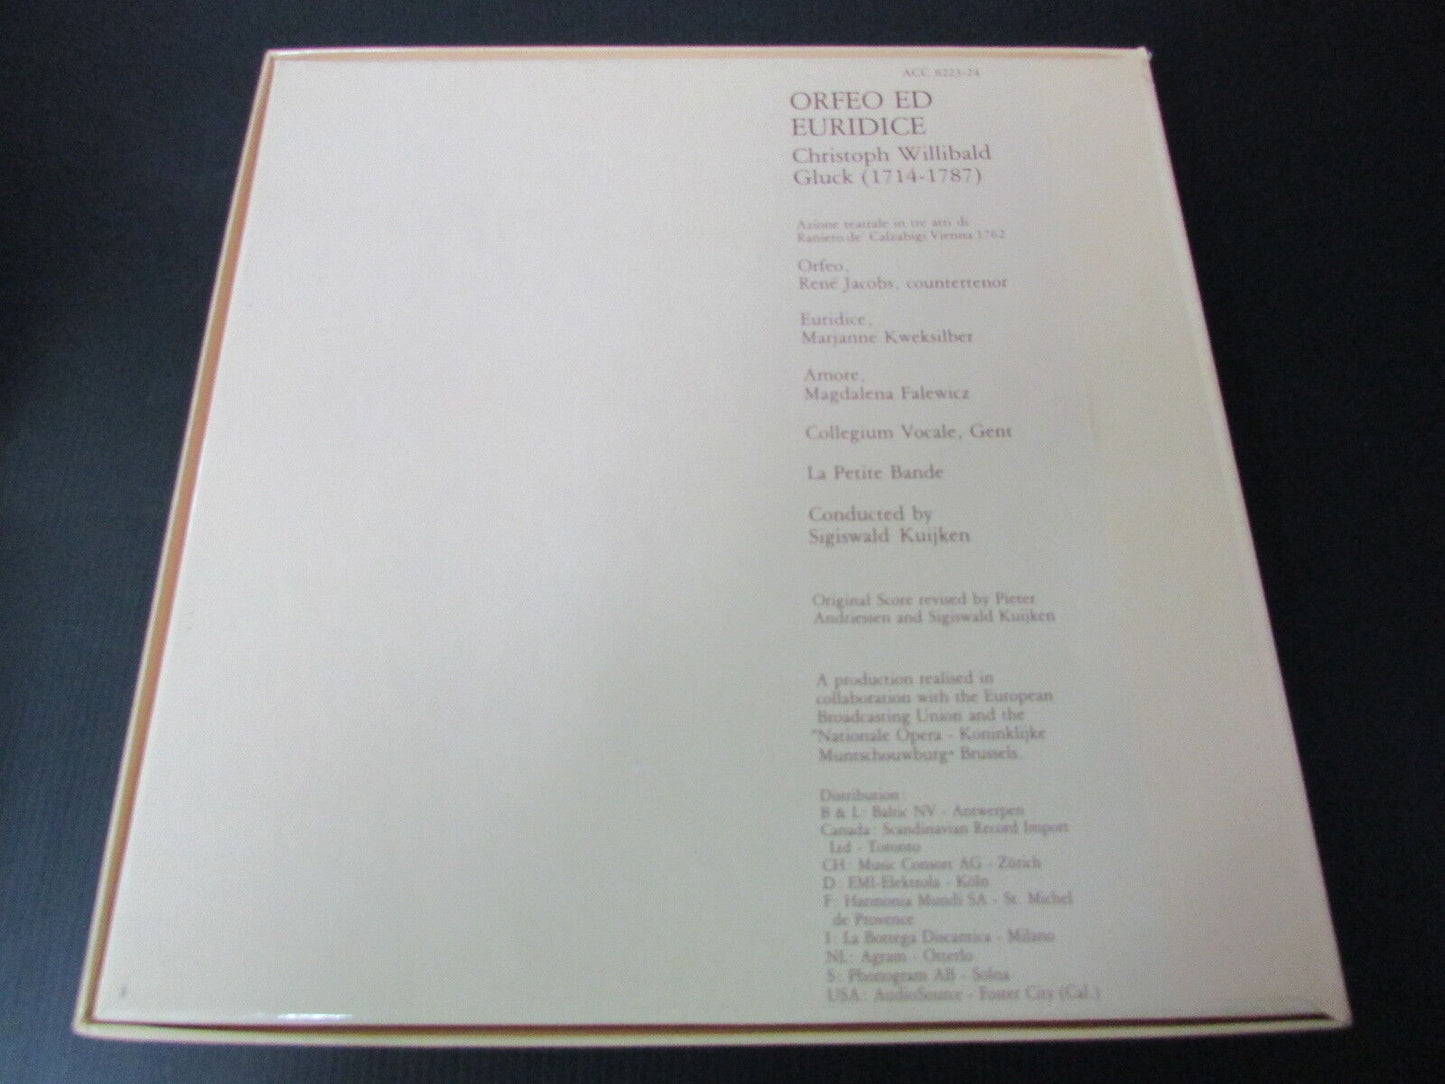 ACC 8223-24
ORFEO ED
EURIDICE
Christoph Willibald
Gluck (1714-1787)
Azione teatrale in tre atti di
Raniero de' Calzabigi Vienna 1762
Orfeo,
René Jacobs, countertenor
Euridice,
Marjanne Kweksilber
Amore,
Magdalena Falewicz
Collegium Vocale, Gent
La Petite Bande
Conducted by
Sigiswald Kuijken
Original Score revised by Pieter
Andriessen and Sigiswald Kuijken
A production realised in
collaboration with the European
Broadcasting Union and the
"Nationale Opera - Koninklijke
Muntschouwburg" Brussels.
Distribution:
B & L: Baltic NV - Antwerpen
Canada: Scandinavian Record Import
Ltd - Toronto
CH: Music Consort AG - Zürich
D: EMI-Elektrola - Köln
F: Harmonia Mundi SA - St. Michel
de Provence
I: La Bottega Discantica - Milano
NL: Agram - Otterlo
S: Phonogram AB - Solna
USA: AudioSource - Foster City (Cal.)